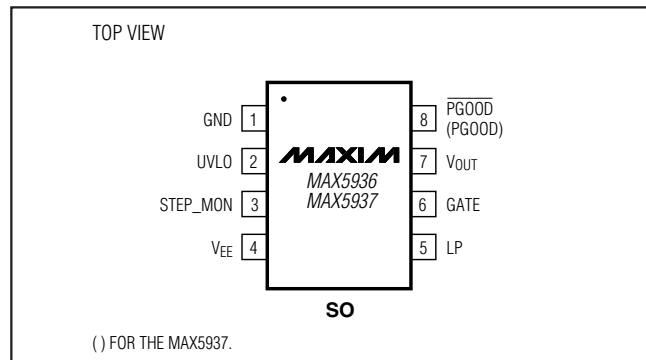 TOP VIEW
GND 1
UVLO 2
STEP_MON 3
VEE 4
MAXIM
MAX5936
MAX5937
8 PGOOD
(PGOOD)
7 VOUT
6 GATE
5 LP
SO
( ) FOR THE MAX5937.